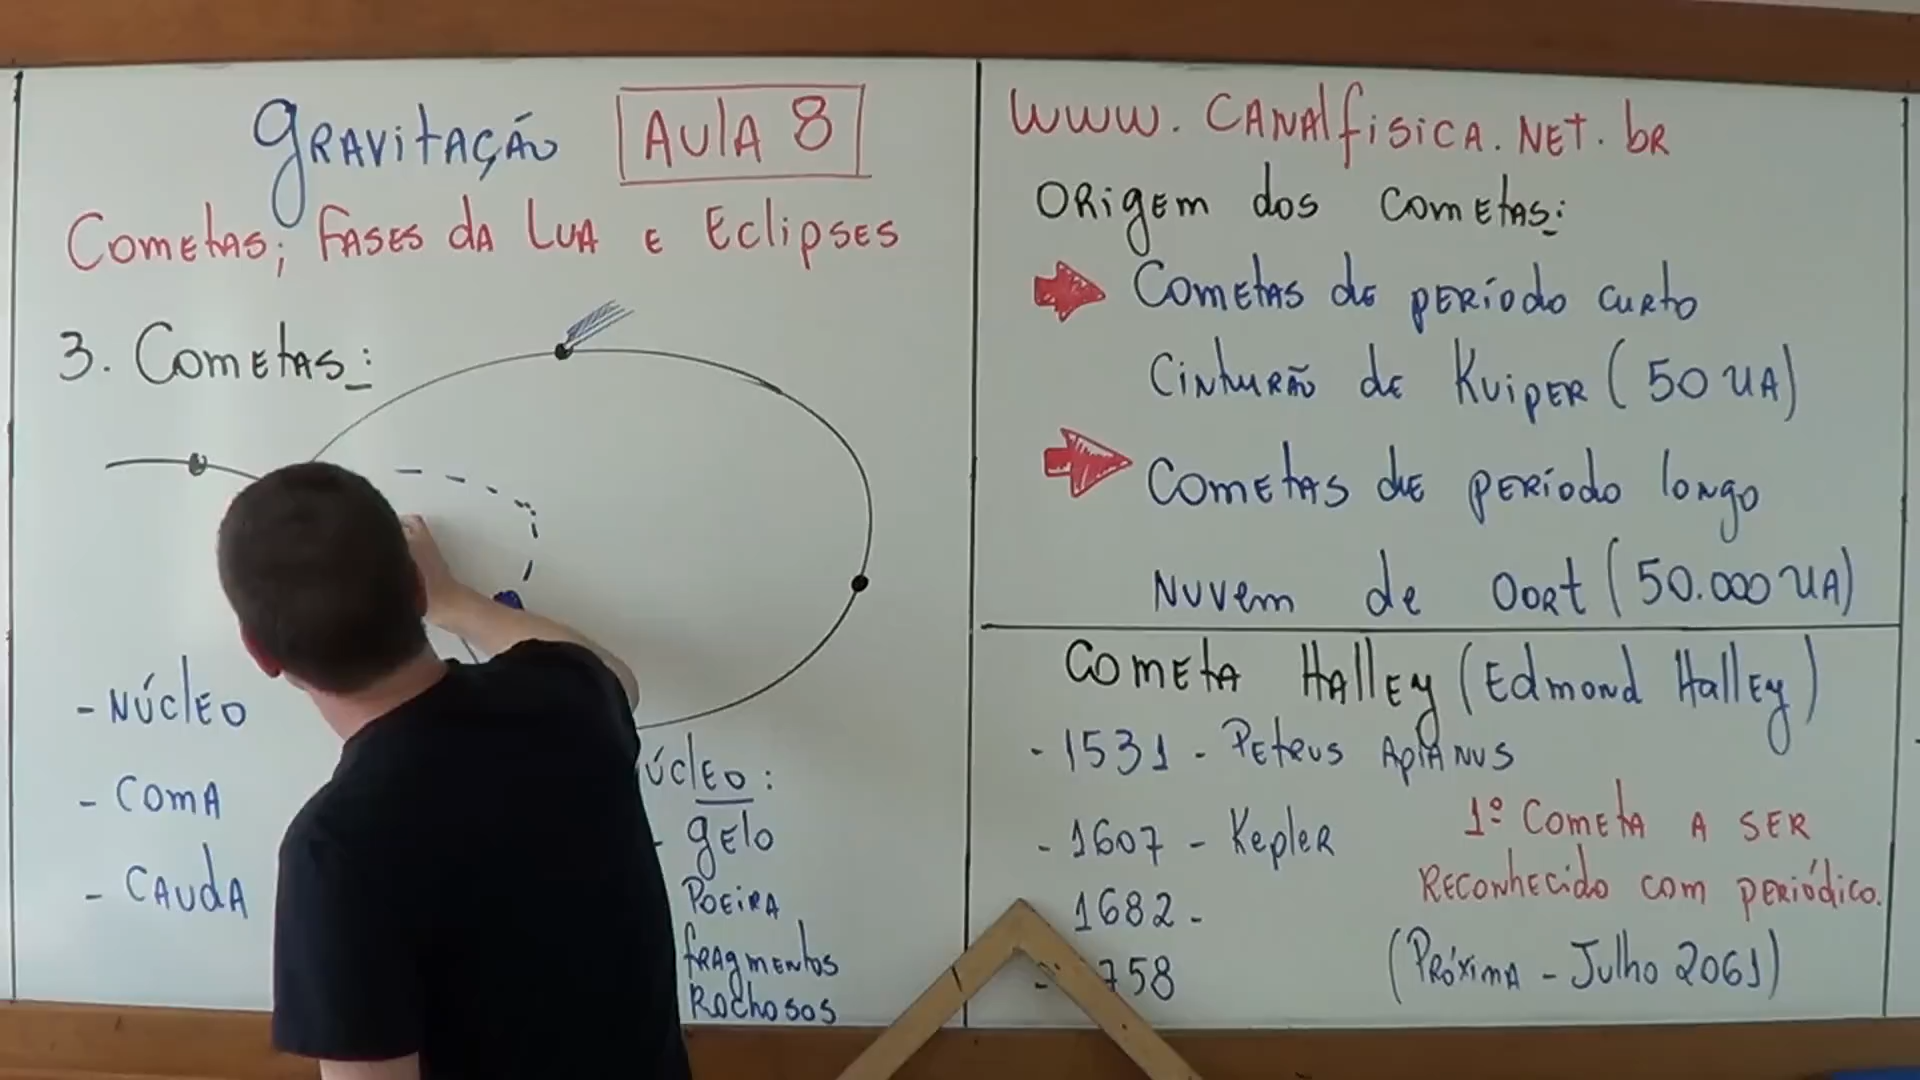 Gravitação Aula 8
Cometas; Fases da Lua e Eclipses
3. Cometas:
- Núcleo
- Coma
- Cauda
úcleo:
- gelo
Poeira
fragmentos
Rochosos
www.canalfisica.net.br
Origem dos cometas:
Cometas de período curto
Cinturão de Kuiper (50 UA)
Cometas de período longo
Nuvem de Oort (50.000 UA)
Cometa Halley (Edmond Halley)
- 1531 - Petrus Apianus
- 1607 - Kepler
1682 -
- 758
1º Cometa a ser
reconhecido com periódico.
(Próxima - Julho 2061)